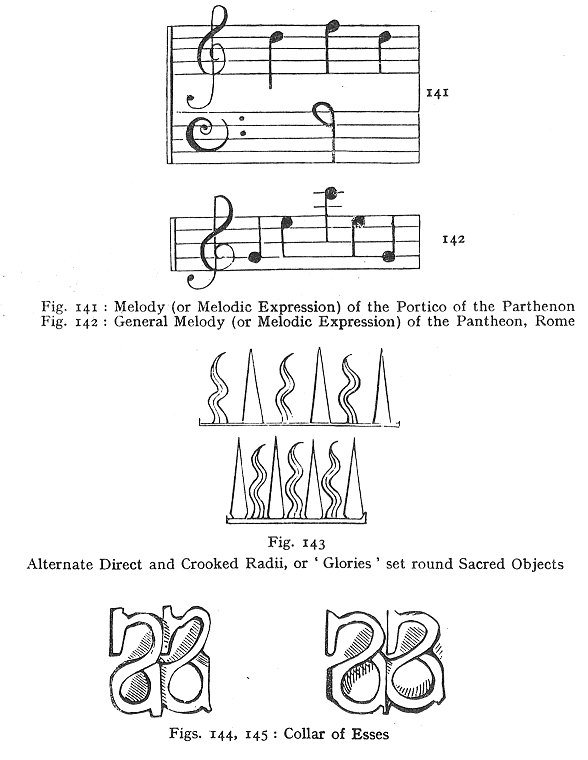 141
142
Fig. 141 : Melody (or Melodic Expression) of the Portico of the Parthenon
Fig. 142 : General Melody (or Melodic Expression) of the Pantheon, Rome
Fig. 143
Alternate Direct and Crooked Radii, or ‘ Glories ’ set round Sacred Objects
Figs. 144, 145 : Collar of Esses